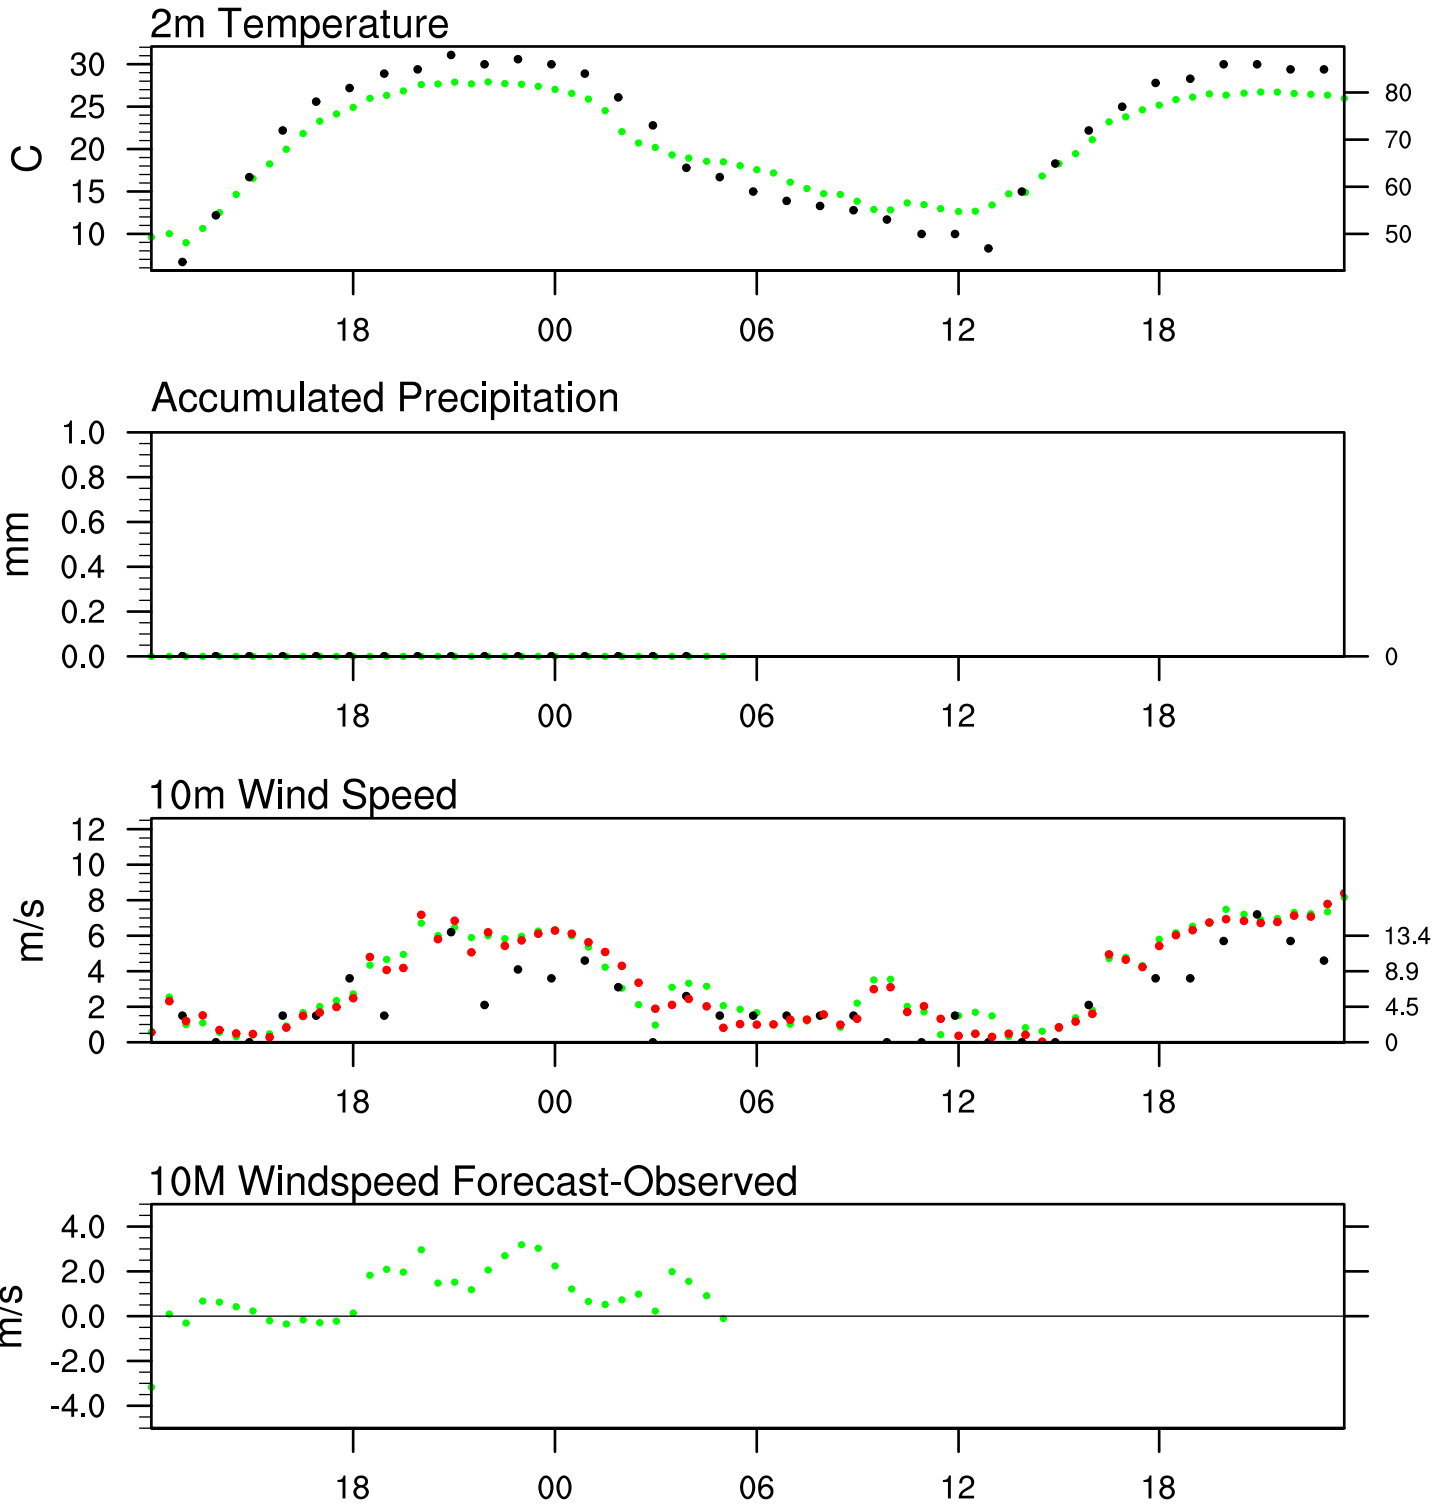 2m Temperature
30
25
20
15
10
C
80
70
60
50
18 00 06 12 18
Accumulated Precipitation
1.0
0.8
0.6
0.4
0.2
0.0
mm
0
18 00 06 12 18
10m Wind Speed
12
10
8
6
4
2
0
m/s
13.4
8.9
4.5
0
18 00 06 12 18
10M Windspeed Forecast-Observed
4.0
2.0
0.0
-2.0
-4.0
m/s
18 00 06 12 18